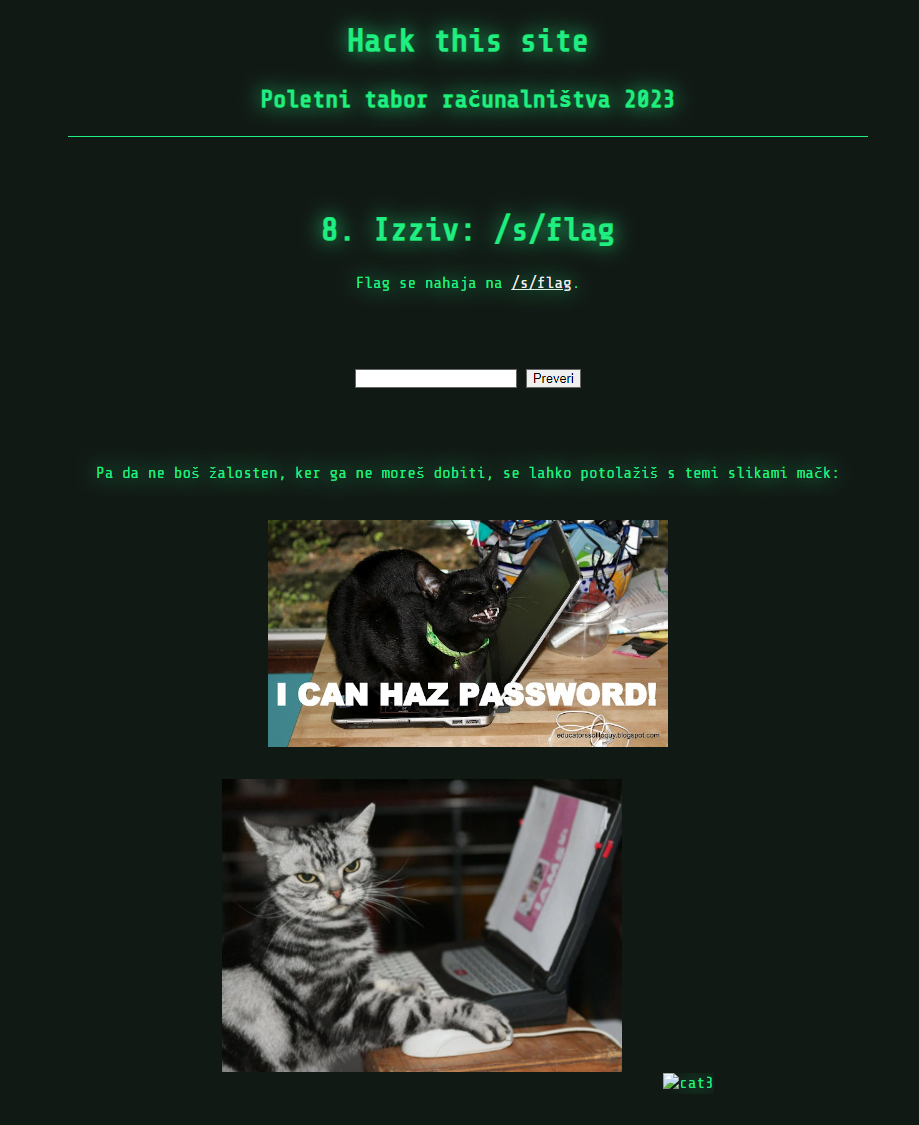 Hack this site
Poletni tabor računalništva 2023
8. Izziv: /s/flag
Flag se nahaja na /s/flag.
Preveri
Pa da ne boš žalosten, ker ga ne moreš dobiti, se lahko potolažiš s temi slikami mačk:
I CAN HAZ PASSWORD!
educatorssoliloquy.blogspot.com
cat3